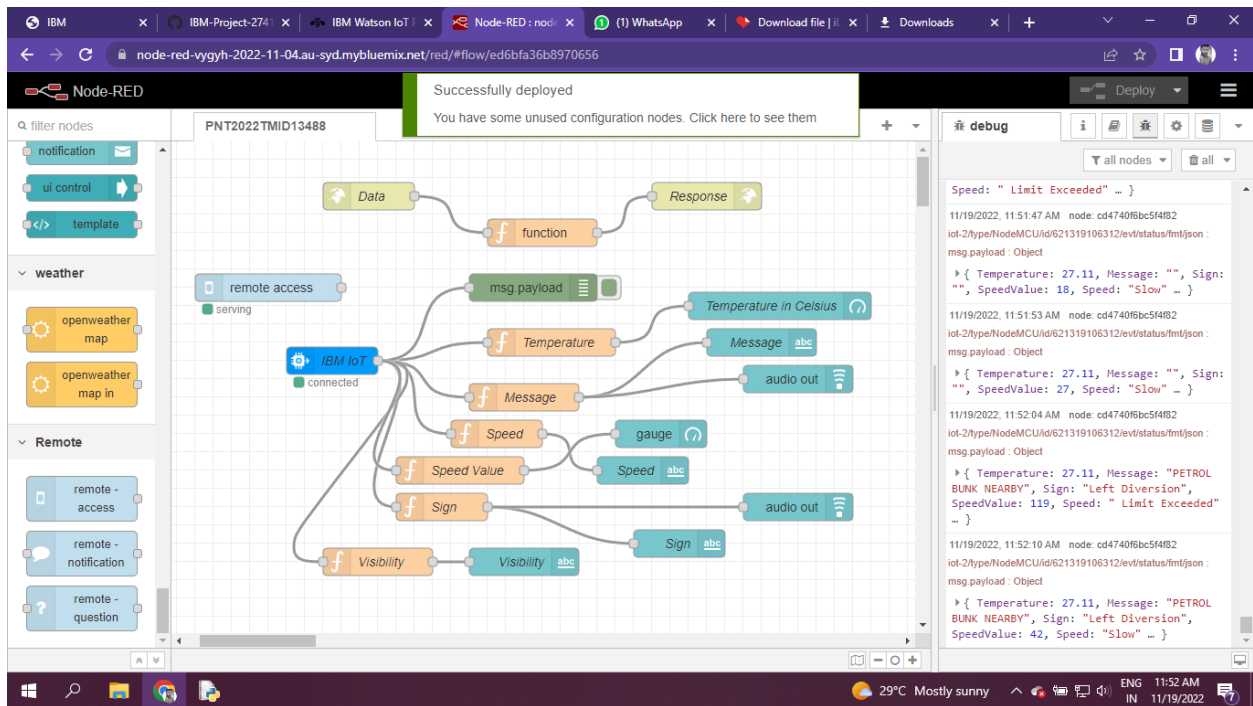 IBM
IBM-Project-2741
IBM Watson IoT P
Node-RED : node
(1) WhatsApp
Download file | iL
Downloads
node-red-vygyh-2022-11-04.au-syd.mybluemix.net/red/#flow/ed6bfa36b8970656
Node-RED
Successfully deployed
You have some unused configuration nodes. Click here to see them
Deploy
filter nodes
PNT2022TMID13488
debug
i
all nodes
all
notification
ui control
template
weather
openweather
map
openweather
map in
Remote
remote -
access
remote -
notification
remote -
question
Data
Response
function
remote access
serving
msg.payload
Temperature in Celsius
Temperature
Message abc
IBM IoT
connected
audio out
Message
Speed
gauge
Speed Value
Speed abc
Sign
audio out
Sign abc
Visibility
Visibility abc
Speed: " Limit Exceeded" … }
11/19/2022, 11:51:47 AM node: cd4740f6bc5f4f82
iot-2/type/NodeMCU/id/621319106312/evt/status/fmt/json :
msg.payload : Object
{ Temperature: 27.11, Message: "", Sign:
"", SpeedValue: 18, Speed: "Slow" … }
11/19/2022, 11:51:53 AM node: cd4740f6bc5f4f82
iot-2/type/NodeMCU/id/621319106312/evt/status/fmt/json :
msg.payload : Object
{ Temperature: 27.11, Message: "", Sign:
"", SpeedValue: 27, Speed: "Slow" … }
11/19/2022, 11:52:04 AM node: cd4740f6bc5f4f82
iot-2/type/NodeMCU/id/621319106312/evt/status/fmt/json :
msg.payload : Object
{ Temperature: 27.11, Message: "PETROL
BUNK NEARBY", Sign: "Left Diversion",
SpeedValue: 119, Speed: " Limit Exceeded"
… }
11/19/2022, 11:52:10 AM node: cd4740f6bc5f4f82
iot-2/type/NodeMCU/id/621319106312/evt/status/fmt/json :
msg.payload : Object
{ Temperature: 27.11, Message: "PETROL
BUNK NEARBY", Sign: "Left Diversion",
SpeedValue: 42, Speed: "Slow" … }
29°C Mostly sunny
ENG
IN
11:52 AM
11/19/2022
7